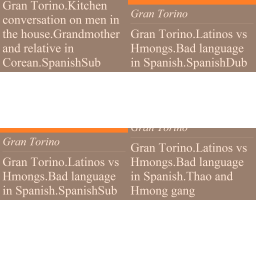 Gran Torino.Kitchen
conversation on men in
the house.Grandmother
and relative in
Corean.SpanishSub
Gran Torino
Gran Torino.Latinos vs
Hmongs.Bad language
in Spanish.SpanishDub
Gran Torino
Gran Torino.Latinos vs
Hmongs.Bad language
in Spanish.SpanishSub
Gran Torino
Gran Torino.Latinos vs
Hmongs.Bad language
in Spanish.Thao and
Hmong gang